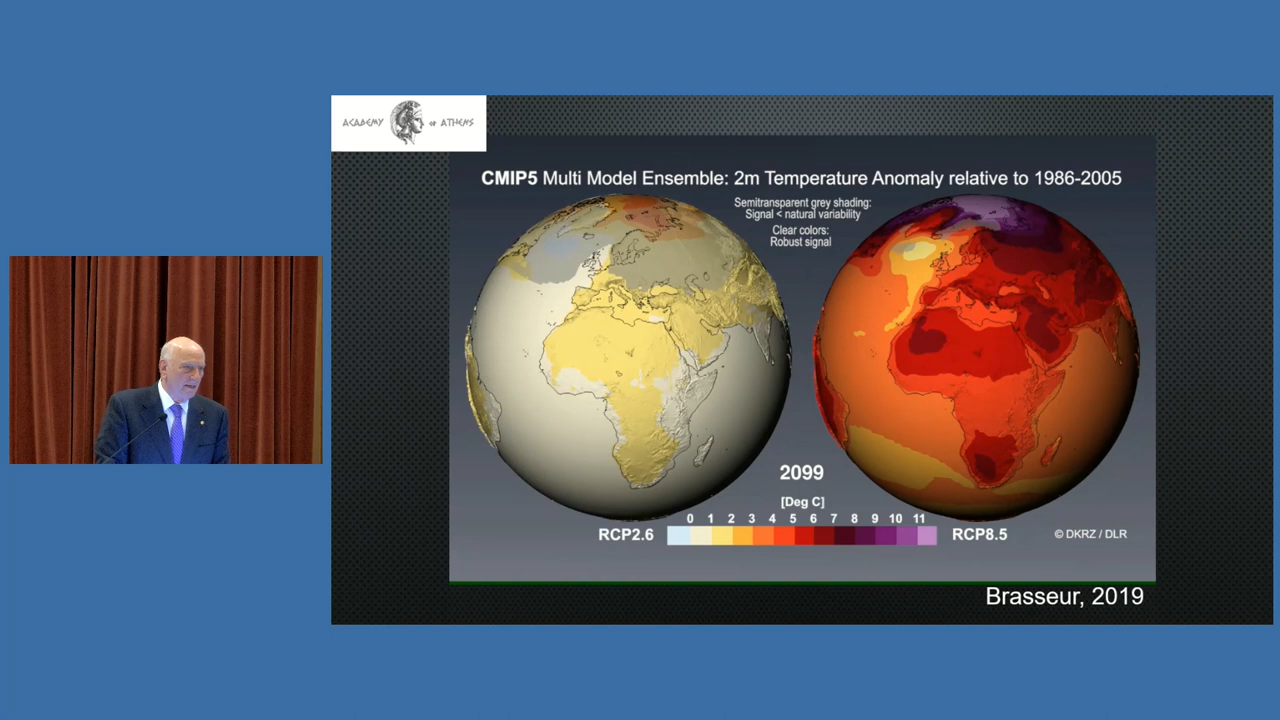 ACADEMY OF ATHENS
CMIP5 Multi Model Ensemble: 2m Temperature Anomaly relative to 1986-2005
Semitransparent grey shading:
Signal < natural variability
Clear colors:
Robust signal
2099
[Deg C]
0 1 2 3 4 5 6 7 8 9 10 11
RCP2.6
RCP8.5
© DKRZ / DLR
Brasseur, 2019